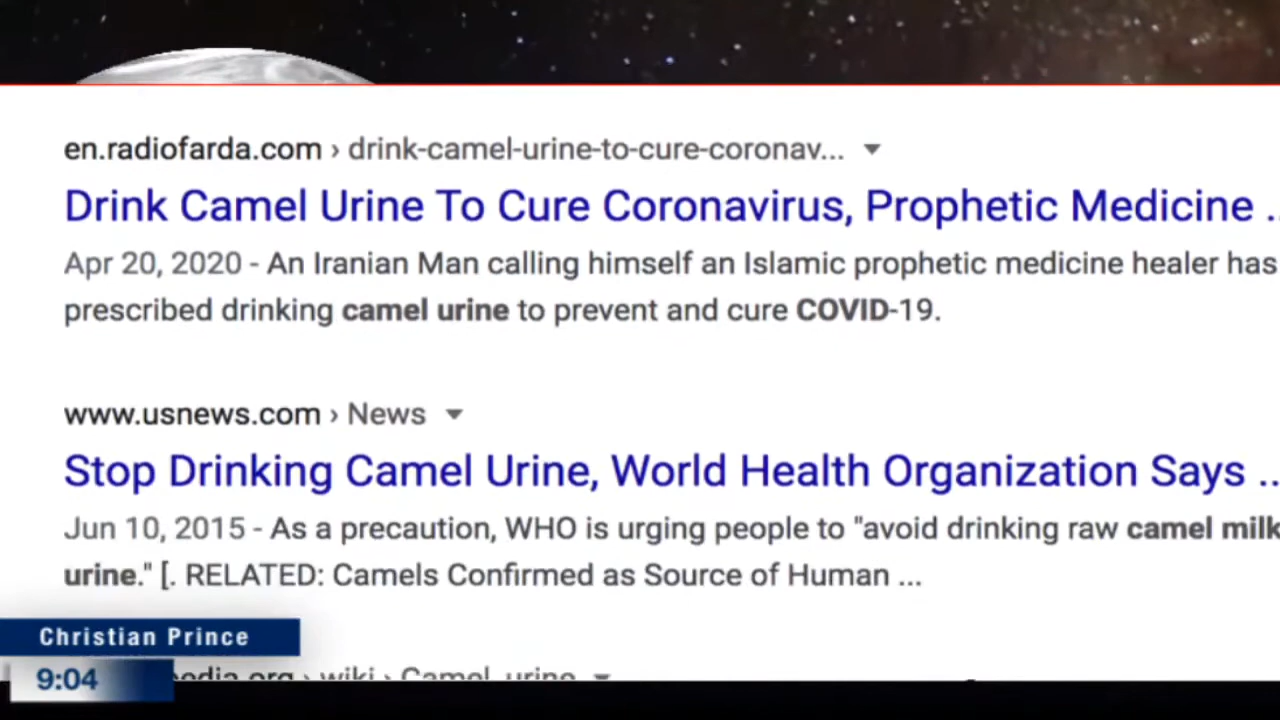 en.radiofarda.com › drink-camel-urine-to-cure-coronav...
Drink Camel Urine To Cure Coronavirus, Prophetic Medicine ..
Apr 20, 2020 - An Iranian Man calling himself an Islamic prophetic medicine healer has
prescribed drinking camel urine to prevent and cure COVID-19.
www.usnews.com › News
Stop Drinking Camel Urine, World Health Organization Says ..
Jun 10, 2015 - As a precaution, WHO is urging people to "avoid drinking raw camel milk
urine." [. RELATED: Camels Confirmed as Source of Human ...
Christian Prince
9:04
pedia.org › wiki › Camel_urine